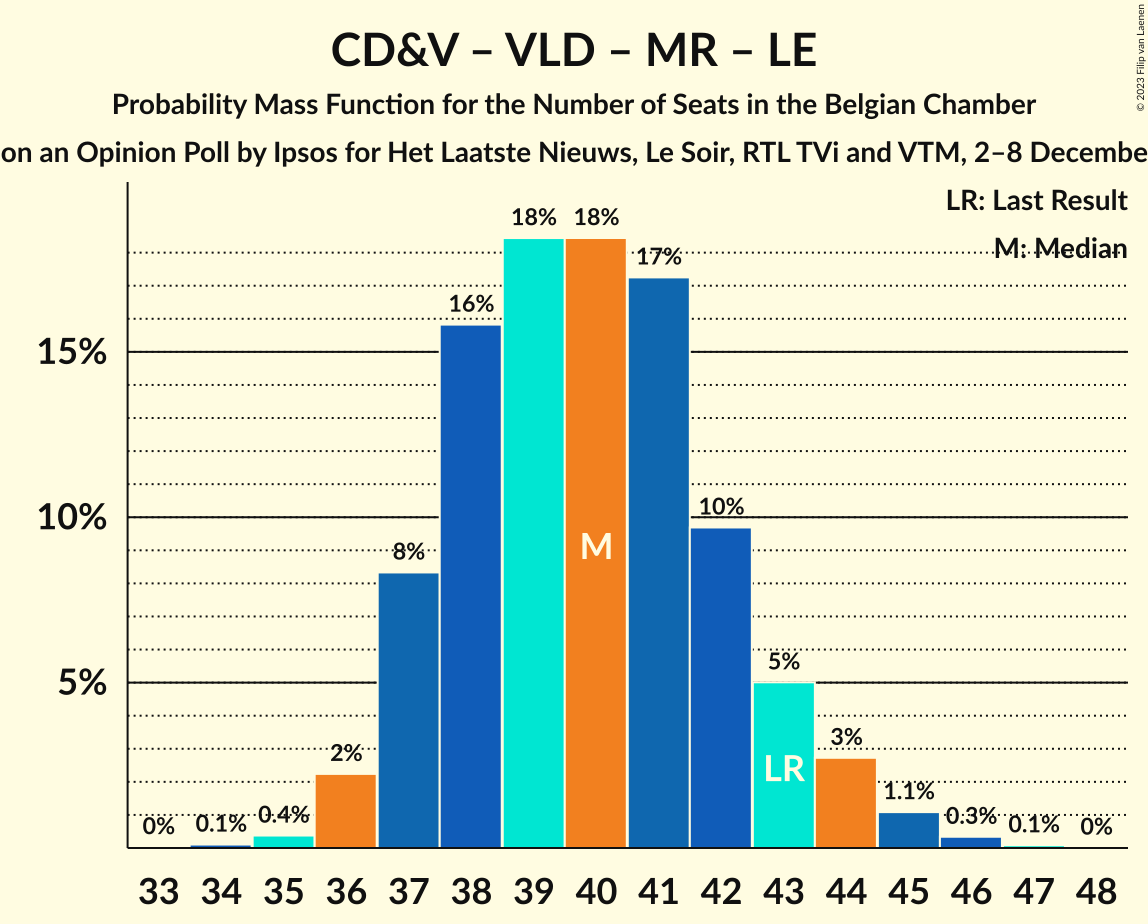 CD&V – VLD – MR – LE
Probability Mass Function for the Number of Seats in the Belgian Chamber
on an Opinion Poll by Ipsos for Het Laatste Nieuws, Le Soir, RTL TVi and VTM, 2–8 Decembe
© 2023 Filip van Laenen
LR: Last Result
M: Median
15%
10%
5%
0% 0.1% 0.4% 2% 8% 16% 18% 18% 17% 10% 5% 3% 1.1% 0.3% 0.1% 0%
M
LR
33 34 35 36 37 38 39 40 41 42 43 44 45 46 47 48